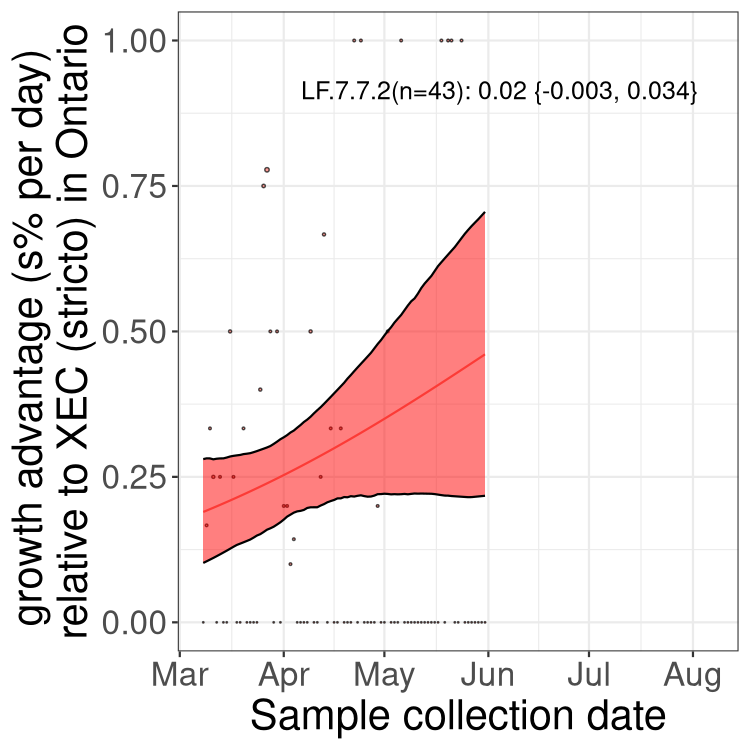 growth advantage (s% per day)
relative to XEC (stricto) in Ontario
1.00
0.75
0.50
0.25
0.00
LF.7.7.2(n=43): 0.02 {-0.003, 0.034}
Mar Apr May Jun Jul Aug
Sample collection date